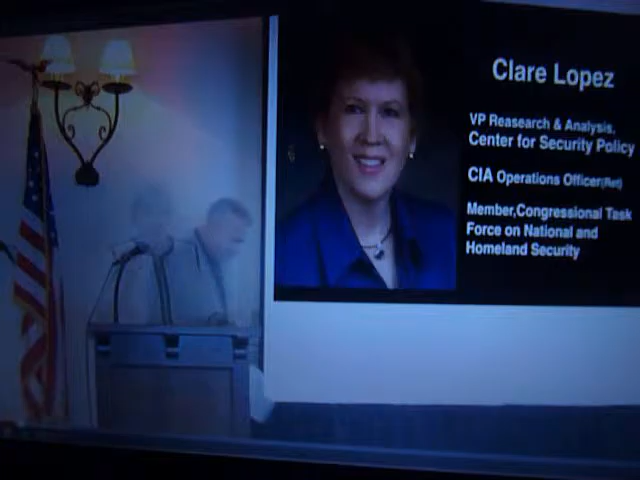 Clare Lopez
VP Reasearch & Analysis,
Center for Security Policy
CIA Operations Officer(Ret)
Member,Congressional Task
Force on National and
Homeland Security